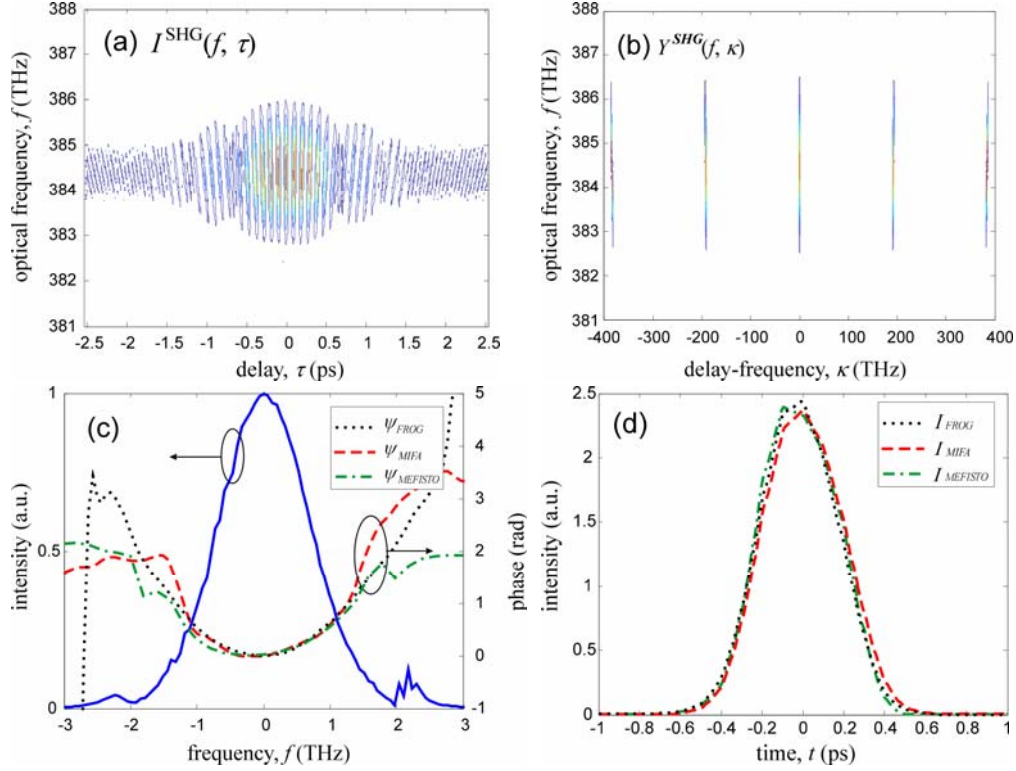 (a) I^SHG(f, τ)
388
387
386
385
384
383
382
381
optical frequency, f (THz)
-2.5 -2 -1.5 -1 -0.5 0 0.5 1 1.5 2 2.5
delay, τ (ps)
(b) Y^SHG(f, κ)
388
387
386
385
384
383
382
381
optical frequency, f (THz)
-400 -200 -100 0 100 200 400
delay-frequency, κ (THz)
(c)
ψ_FROG
ψ_MIFA
ψ_MEFISTO
1
0.5
0
intensity (a.u.)
5
4
3
2
1
0
-1
phase (rad)
-3 -2 -1 0 1 2 3
frequency, f (THz)
(d)
I_FROG
I_MIFA
I_MEFISTO
2.5
2
1.5
1
0.5
0
intensity (a.u.)
-1 -0.8 -0.6 -0.4 -0.2 0 0.2 0.4 0.6 0.8 1
time, t (ps)